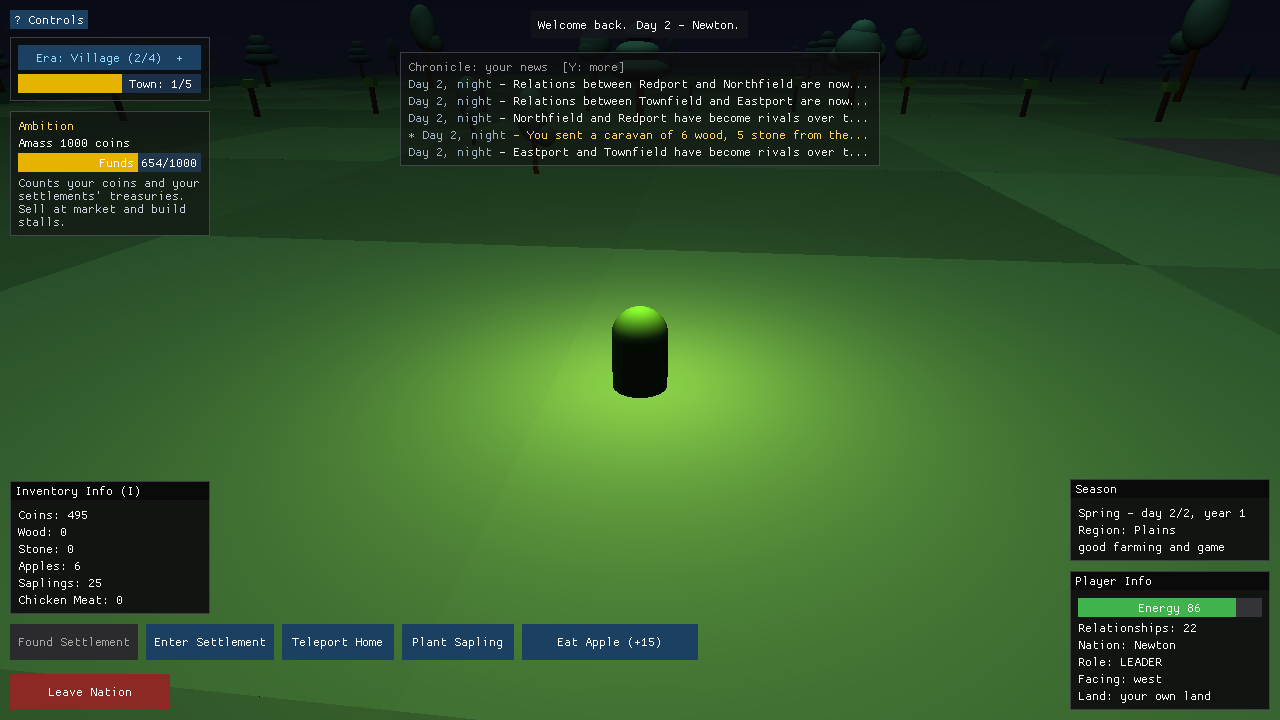 ? Controls
Welcome back. Day 2 - Newton.
Era: Village (2/4) +
Town: 1/5
Ambition
Amass 1000 coins
Funds 654/1000
Counts your coins and your
settlements' treasuries.
Sell at market and build
stalls.
Chronicle: your news [Y: more]
Day 2, night - Relations between Redport and Northfield are now...
Day 2, night - Relations between Townfield and Eastport are now...
Day 2, night - Northfield and Redport have become rivals over t...
* Day 2, night - You sent a caravan of 6 wood, 5 stone from the...
Day 2, night - Eastport and Townfield have become rivals over t...
Inventory Info (I)
Coins: 495
Wood: 0
Stone: 0
Apples: 6
Saplings: 25
Chicken Meat: 0
Found Settlement
Enter Settlement
Teleport Home
Plant Sapling
Eat Apple (+15)
Leave Nation
Season
Spring - day 2/2, year 1
Region: Plains
good farming and game
Player Info
Energy 86
Relationships: 22
Nation: Newton
Role: LEADER
Facing: west
Land: your own land